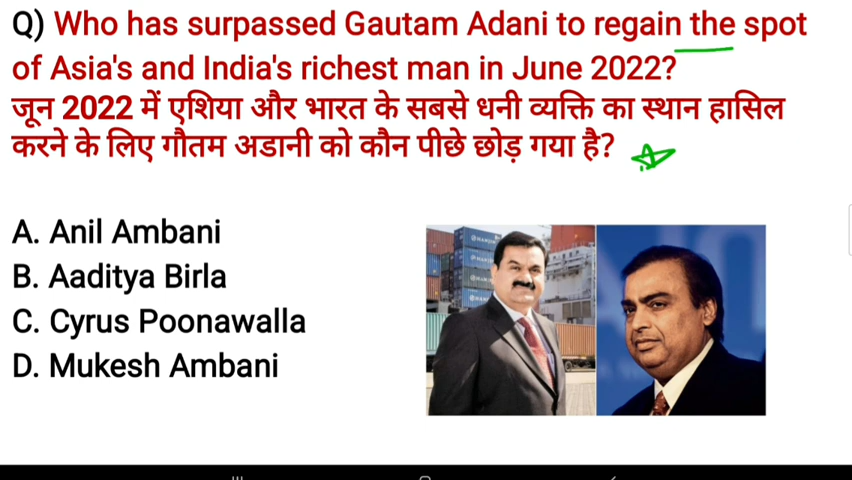 Q) Who has surpassed Gautam Adani to regain the spot
of Asia's and India's richest man in June 2022?
जून 2022 में एशिया और भारत के सबसे धनी व्यक्ति का स्थान हासिल
करने के लिए गौतम अडानी को कौन पीछे छोड़ गया है?
A. Anil Ambani
B. Aaditya Birla
C. Cyrus Poonawalla
D. Mukesh Ambani